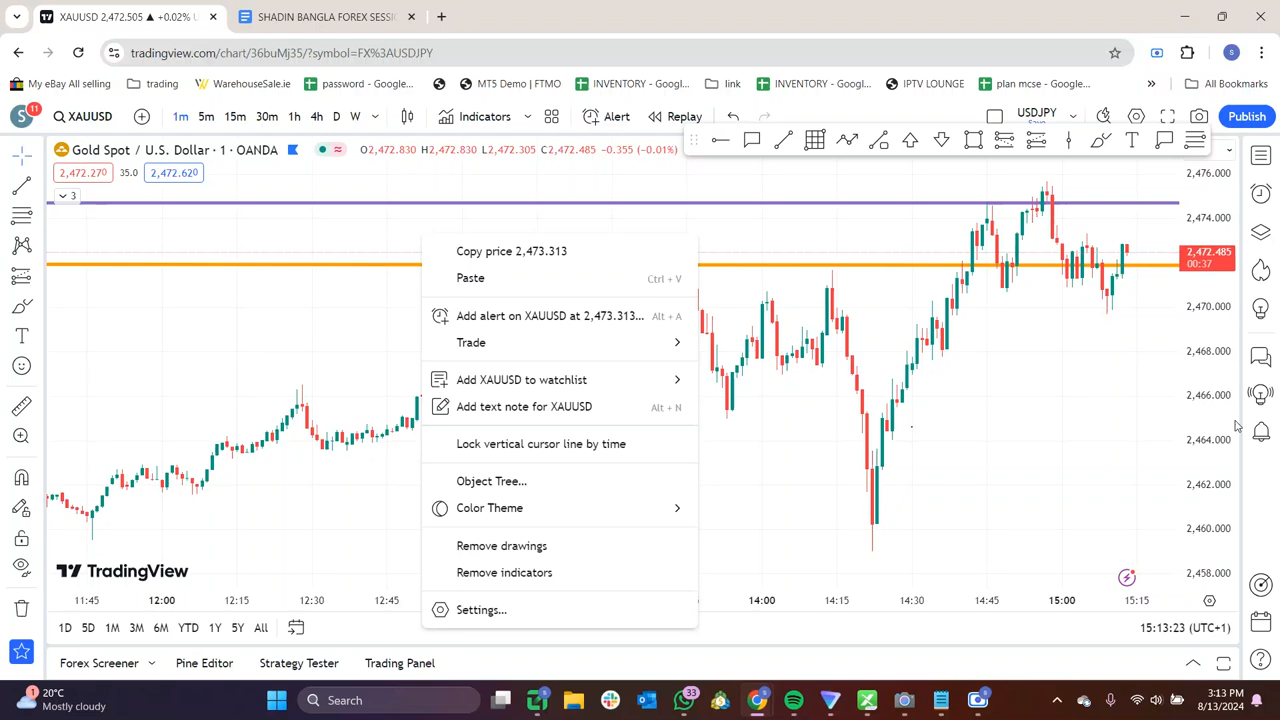 XAUUSD 2,472.505 ▲ +0.02% U
SHADIN BANGLA FOREX SESSI
tradingview.com/chart/36buMj35/?symbol=FX%3AUSDJPY
S
My eBay All selling
trading
WarehouseSale.ie
password - Google...
MT5 Demo | FTMO
INVENTORY - Googl...
link
INVENTORY - Googl...
IPTV LOUNGE
plan mcse - Google...
»
All Bookmarks
S
11
XAUUSD
1m 5m 15m 30m 1h 4h D W
Indicators
Alert
Replay
USDJPY
Save
Publish
Gold Spot / U.S. Dollar · 1 · OANDA
O2,472.830 H2,472.830 L2,472.305 C2,472.485 -0.355 (-0.01%)
2,472.270
35.0
2,472.620
3
Copy price 2,473.313
Paste Ctrl + V
Add alert on XAUUSD at 2,473.313... Alt + A
Trade
Add XAUUSD to watchlist
Add text note for XAUUSD Alt + N
Lock vertical cursor line by time
Object Tree...
Color Theme
Remove drawings
Remove indicators
Settings...
2,476.000
2,474.000
2,472.485
00:37
2,470.000
2,468.000
2,466.000
2,464.000
2,462.000
2,460.000
2,458.000
TradingView
11:45 12:00 12:15 12:30 12:45 14:00 14:15 14:30 14:45 15:00 15:15
1D 5D 1M 3M 6M YTD 1Y 5Y All
15:13:23 (UTC+1)
Forex Screener
Pine Editor
Strategy Tester
Trading Panel
1
20°C
Mostly cloudy
Search
33
3:13 PM
8/13/2024